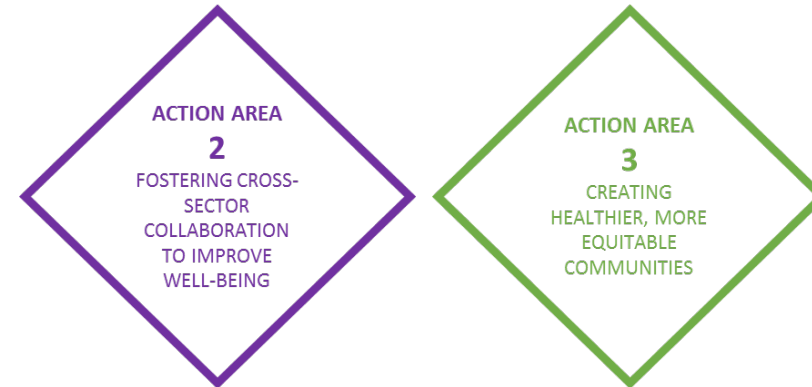 ACTION AREA
2
FOSTERING CROSS-
SECTOR
COLLABORATION
TO IMPROVE
WELL-BEING
ACTION AREA
3
CREATING
HEALTHIER, MORE
EQUITABLE
COMMUNITIES